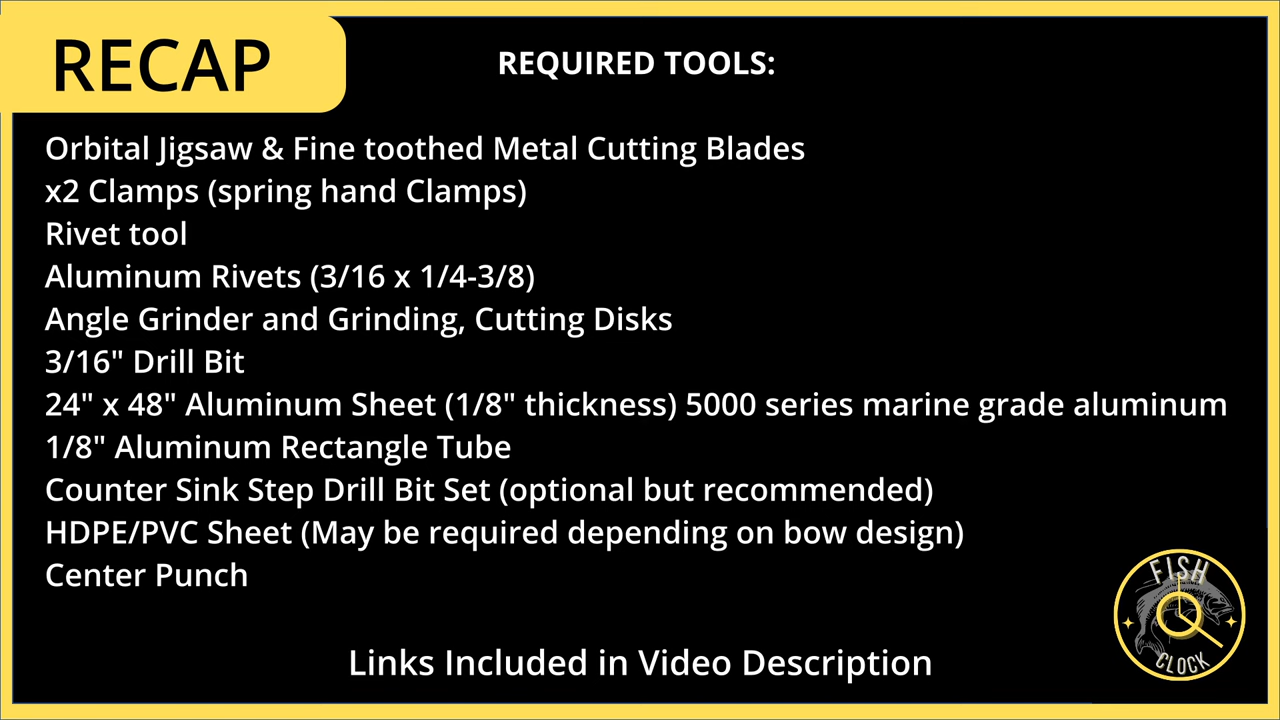 RECAP
REQUIRED TOOLS:
Orbital Jigsaw & Fine toothed Metal Cutting Blades
x2 Clamps (spring hand Clamps)
Rivet tool
Aluminum Rivets (3/16 x 1/4-3/8)
Angle Grinder and Grinding, Cutting Disks
3/16" Drill Bit
24" x 48" Aluminum Sheet (1/8" thickness) 5000 series marine grade aluminum
1/8" Aluminum Rectangle Tube
Counter Sink Step Drill Bit Set (optional but recommended)
HDPE/PVC Sheet (May be required depending on bow design)
Center Punch
FISH
CLOCK
Links Included in Video Description